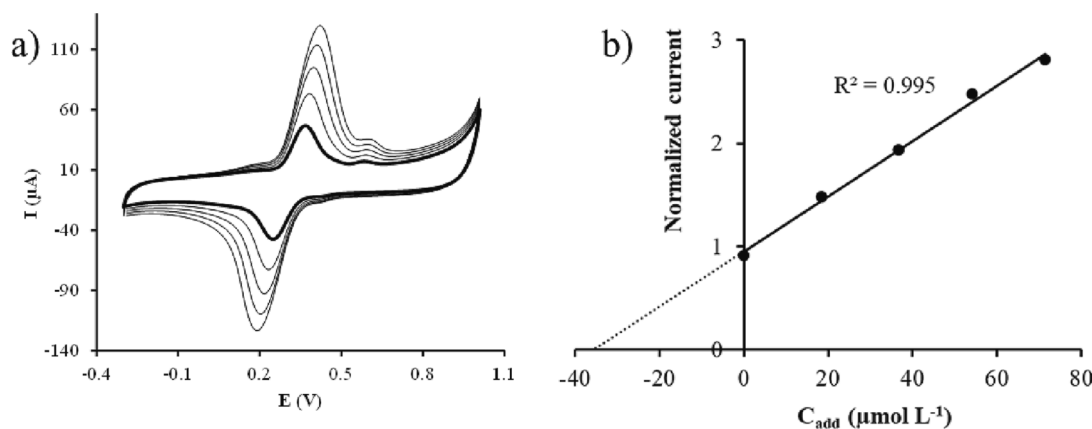 a)
110
60
10
-40
-90
-140
I (µA)
-0.4 -0.1 0.2 0.5 0.8 1.1
E (V)
b)
3
2
1
0
Normalized current
R² = 0.995
-40 -20 0 20 40 60 80
C_add (µmol L⁻¹)